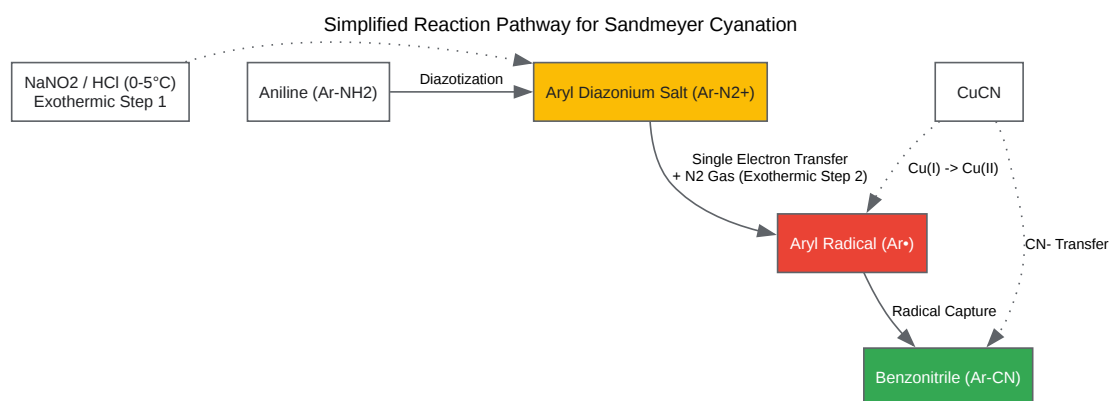 Simplified Reaction Pathway for Sandmeyer Cyanation
NaNO2 / HCl (0-5°C)
Exothermic Step 1
Aniline (Ar-NH2)
Diazotization
Aryl Diazonium Salt (Ar-N2+)
CuCN
Single Electron Transfer
+ N2 Gas (Exothermic Step 2)
Cu(I) -> Cu(II)
Aryl Radical (Ar•)
CN- Transfer
Radical Capture
Benzonitrile (Ar-CN)